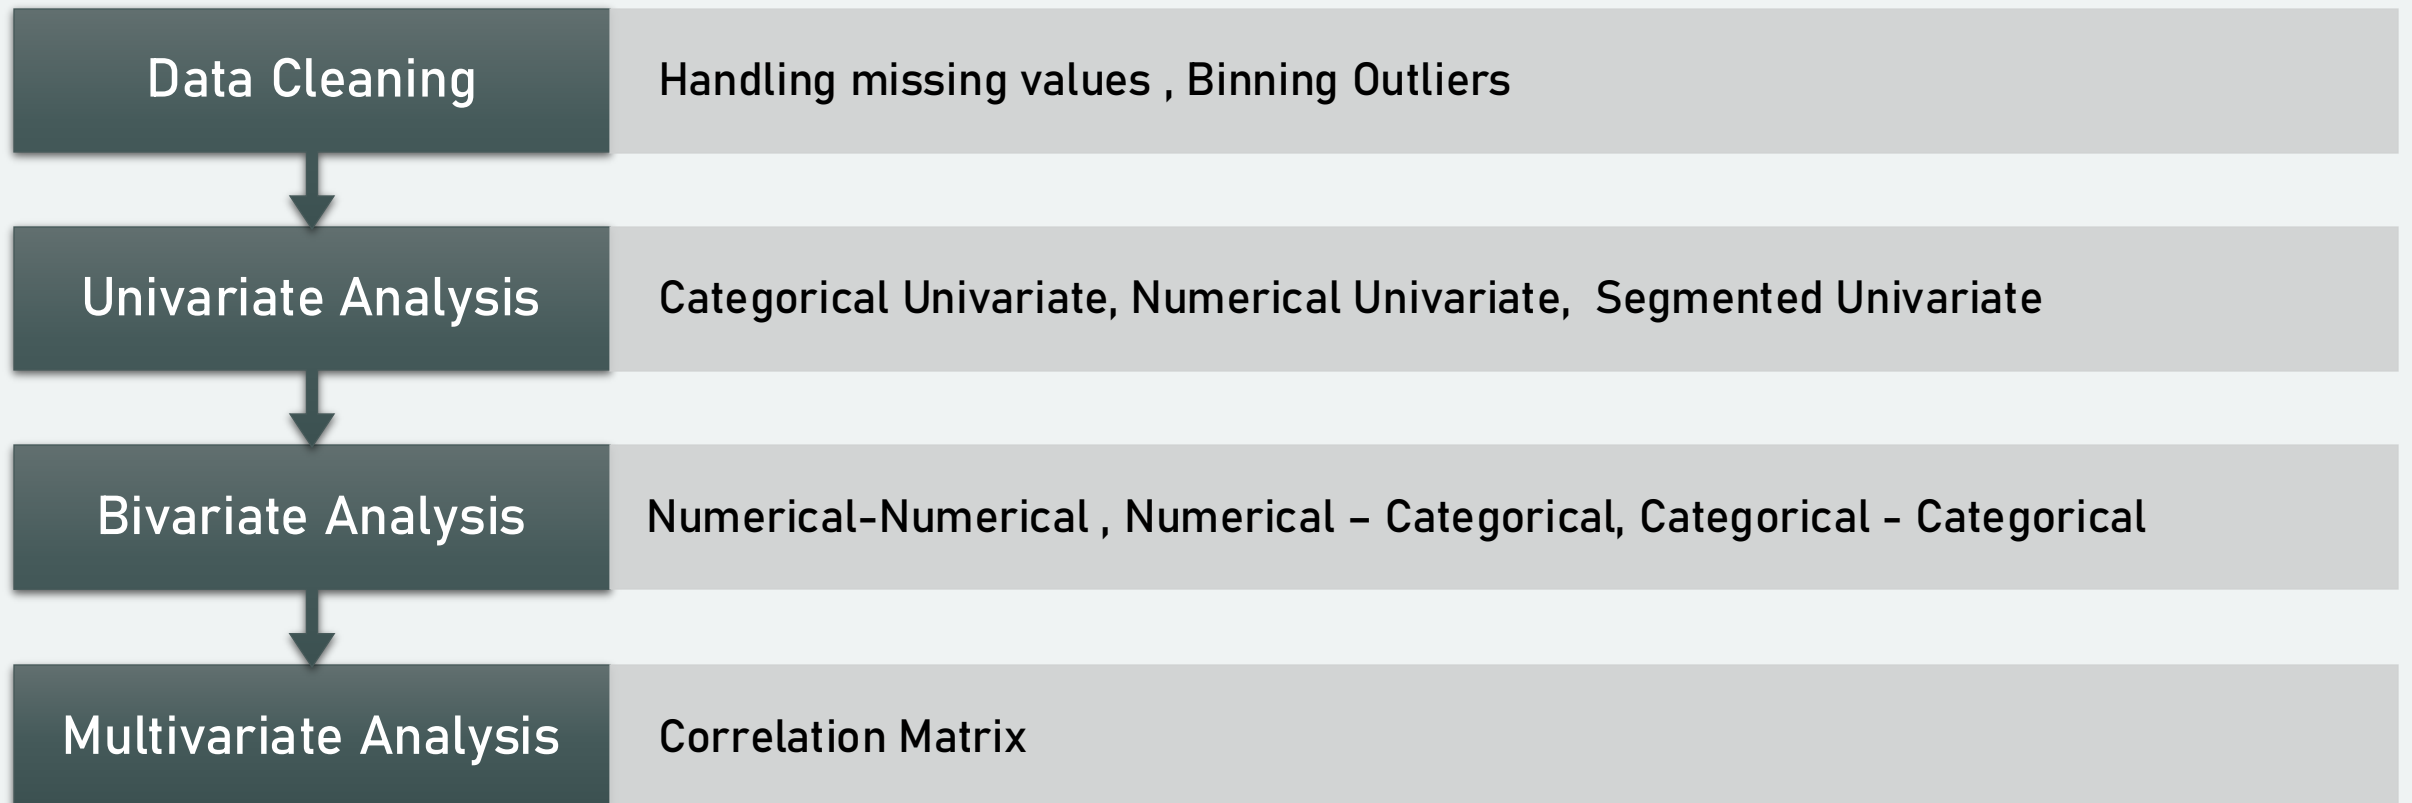 Data Cleaning
Handling missing values , Binning Outliers
Univariate Analysis
Categorical Univariate, Numerical Univariate,  Segmented Univariate
Bivariate Analysis
Numerical-Numerical , Numerical – Categorical, Categorical - Categorical
Multivariate Analysis
Correlation Matrix